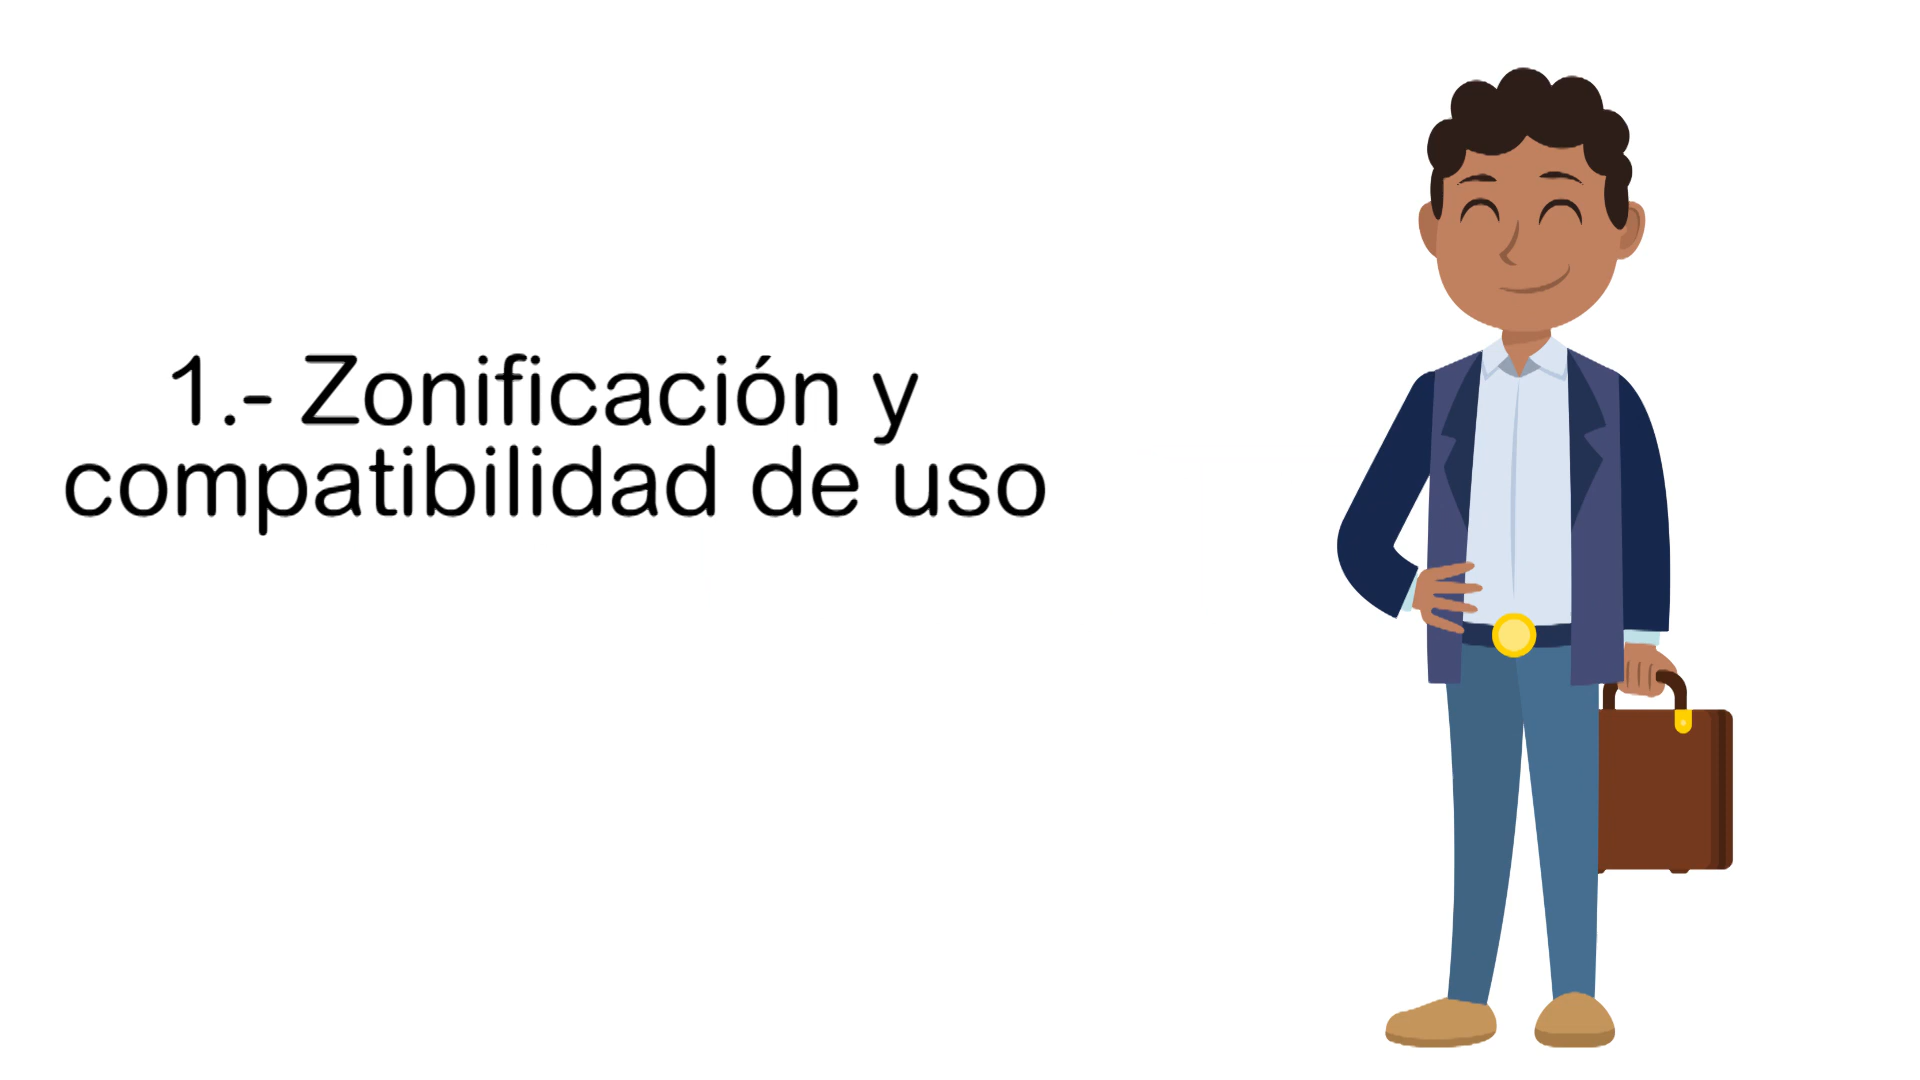 1.- Zonificación y
compatibilidad de uso